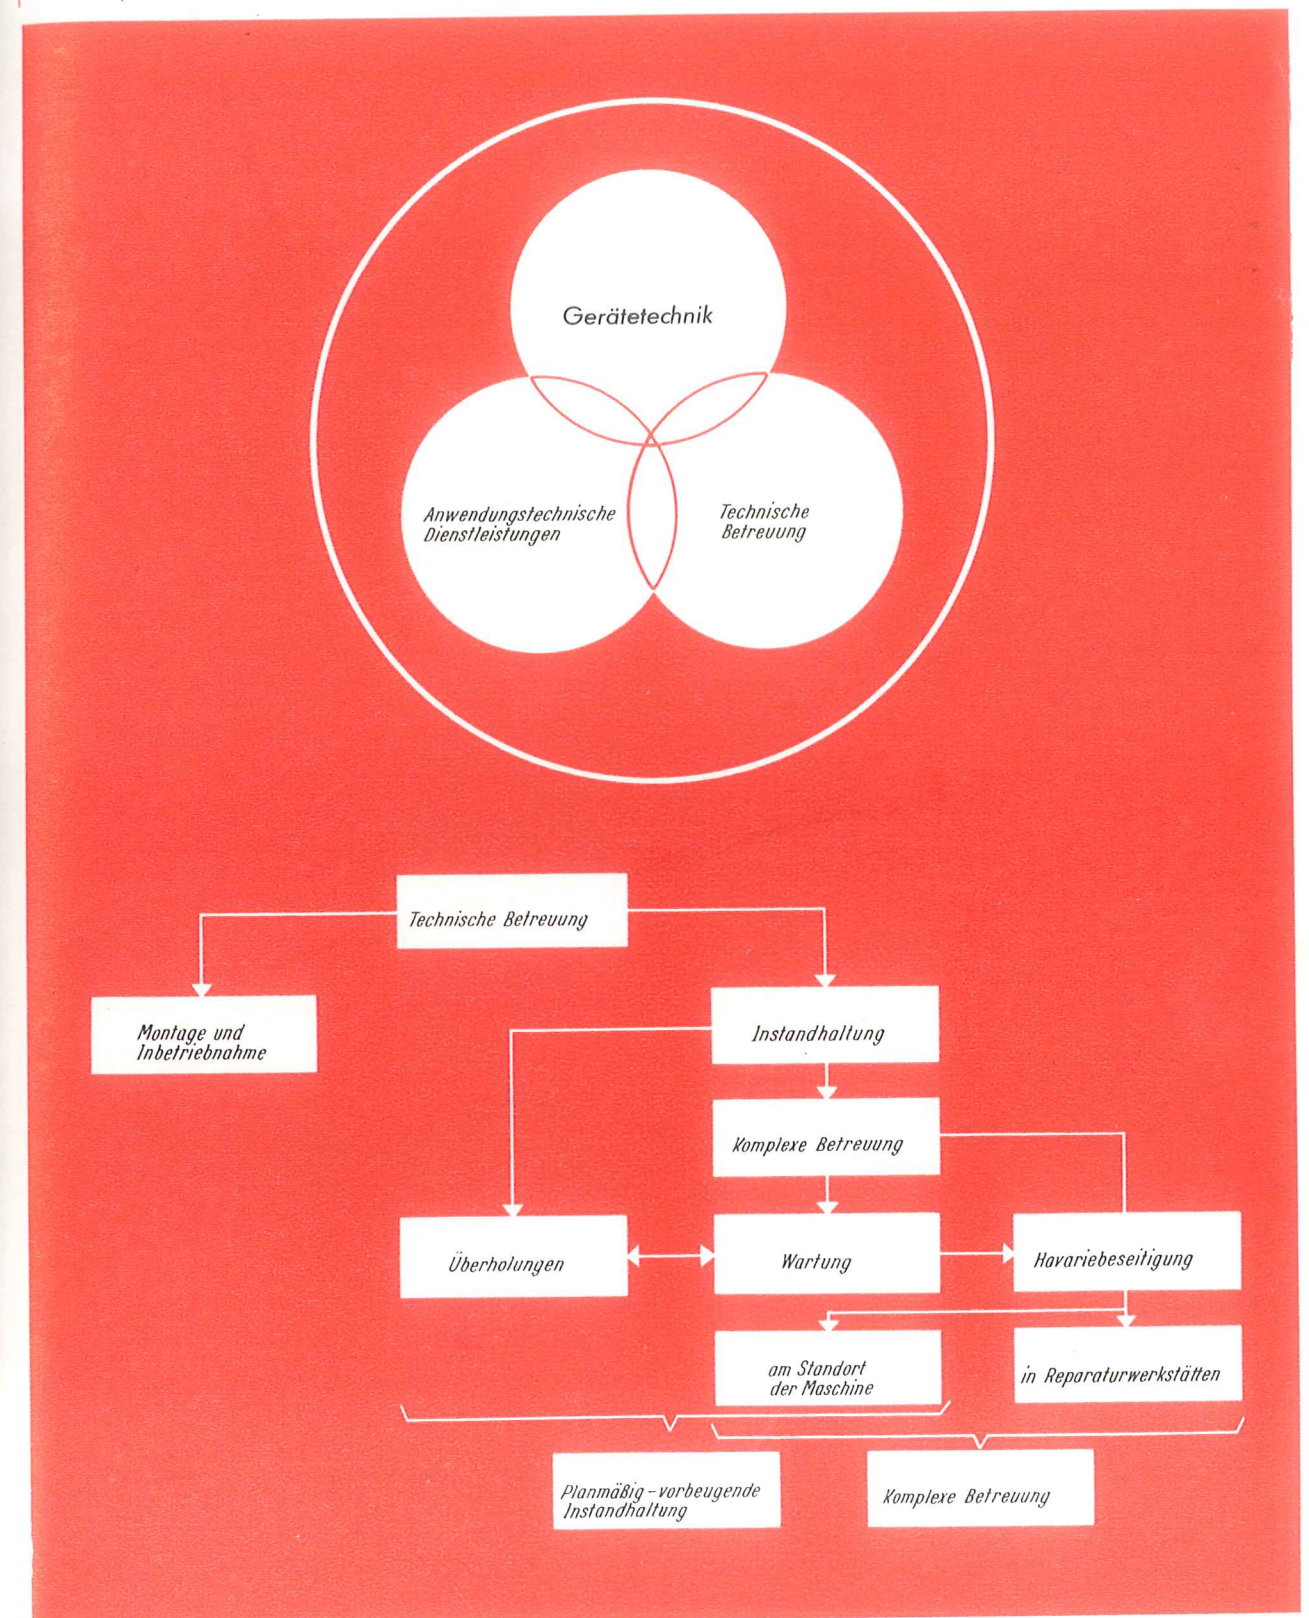 Gerätetechnik
Anwendungstechnische
Dienstleistungen
Technische
Betreuung
Technische Betreuung
Montage und
Inbetriebnahme
Instandhaltung
Komplexe Betreuung
Überholungen
Wartung
Havariebeseitigung
am Standort
der Maschine
in Reparaturwerkstätten
Planmäßig-vorbeugende
Instandhaltung
Komplexe Betreuung